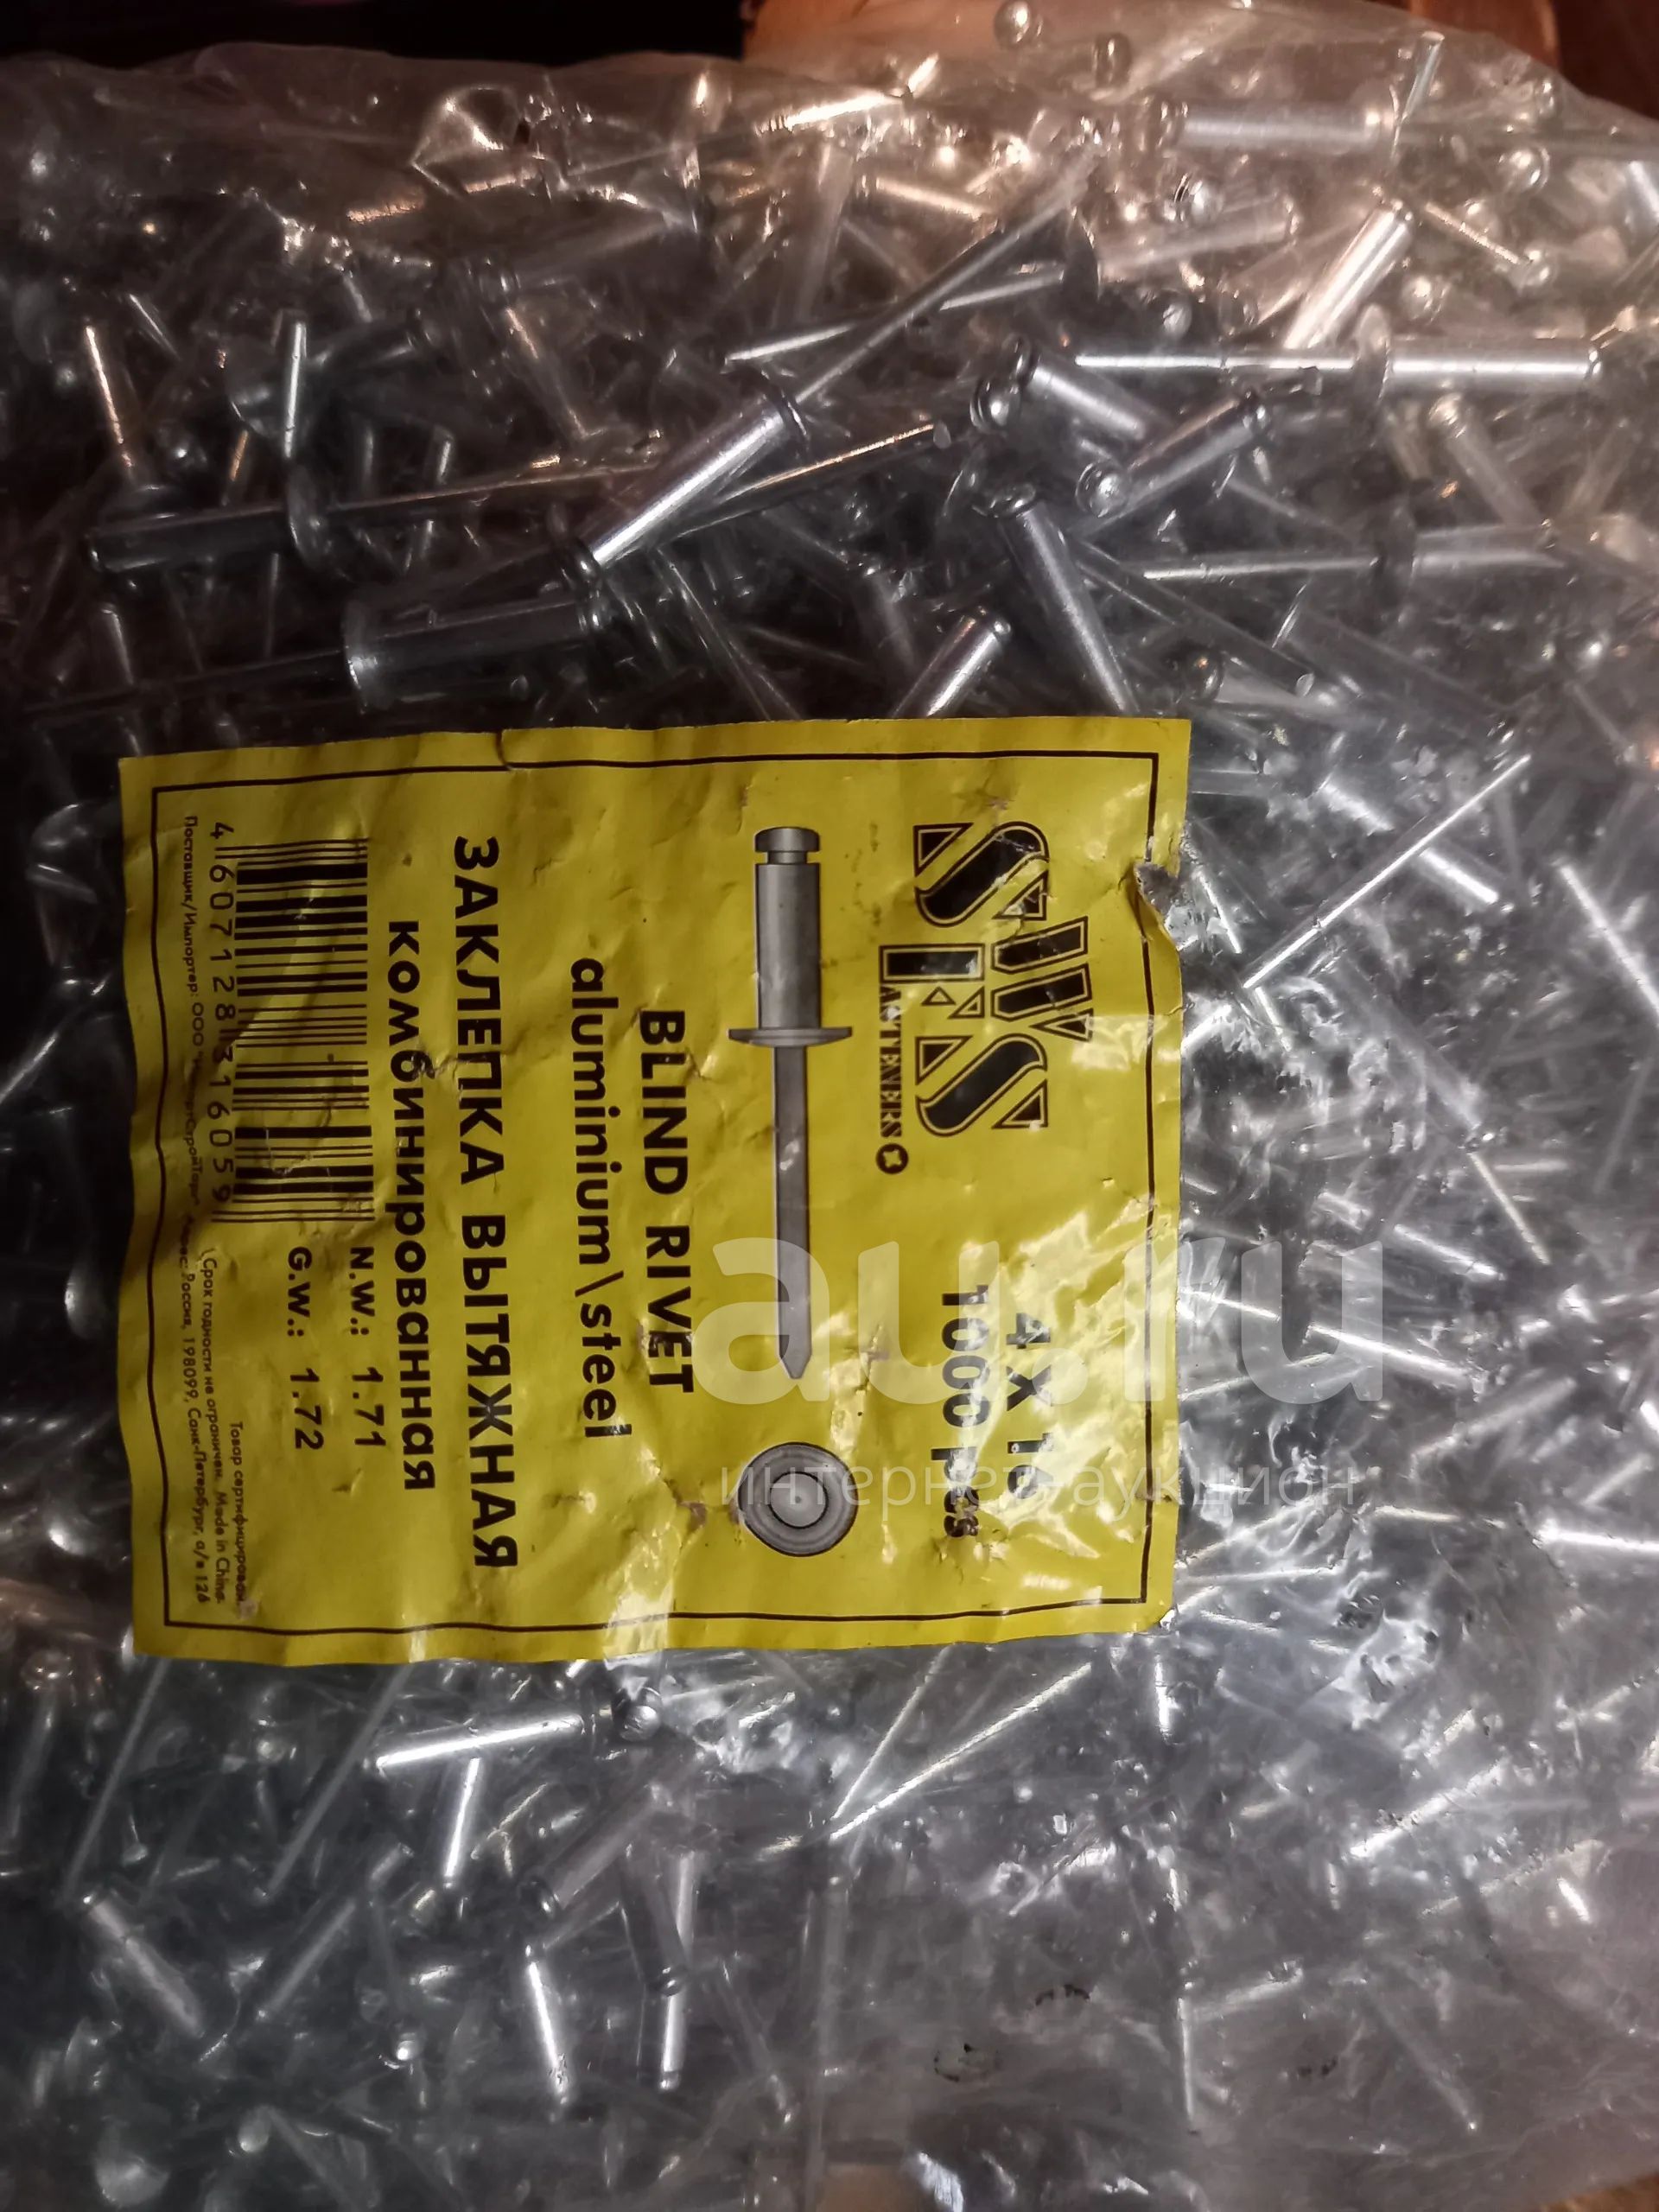 SWFS
FASTENERS
4 X 16
1000 pcs
BLIND RIVET
aluminium\steel
ЗАКЛЕПКА ВЫТЯЖНАЯ
комбинированная
N.W.: 1.71
G.W.: 1.72
4 607128 316059
Товар сертифицирован.
Срок годности не ограничен. Made in China.
Поставщик/Импортер: ООО Россия, 198099, Санкт-Петербург, а/я 126
au.ru
интернет-аукцион